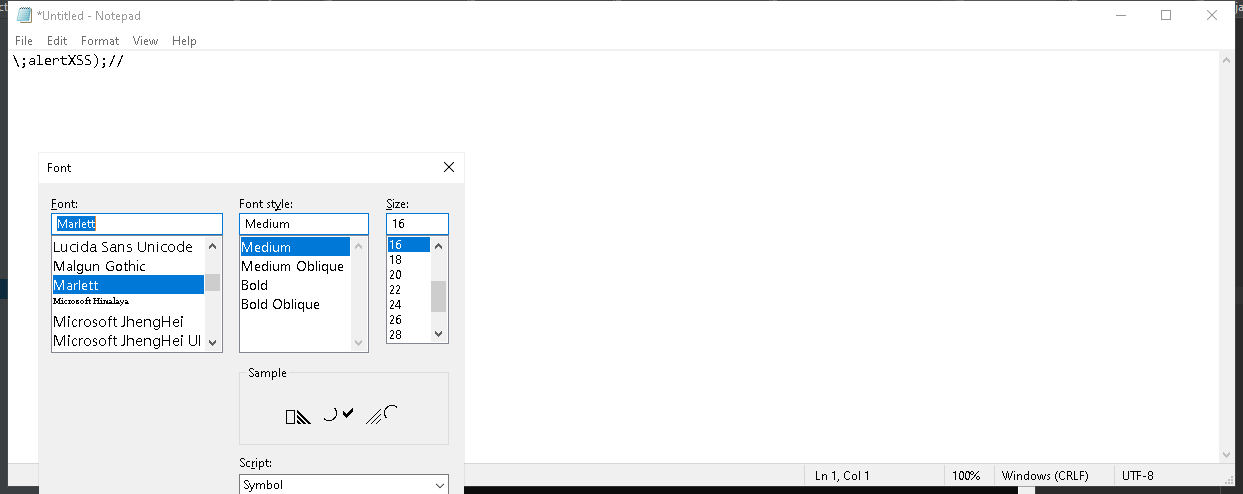 *Untitled - Notepad
File Edit Format View Help
\;alertXSS);//
Font
Font: Font style: Size:
Marlett Medium 16
Lucida Sans Unicode
Malgun Gothic
Marlett
Microsoft Himalaya
Microsoft JhengHei
Microsoft JhengHei UI
Medium
Medium Oblique
Bold
Bold Oblique
16
18
20
22
24
26
28
Sample
Script:
Symbol
Ln 1, Col 1 100% Windows (CRLF) UTF-8